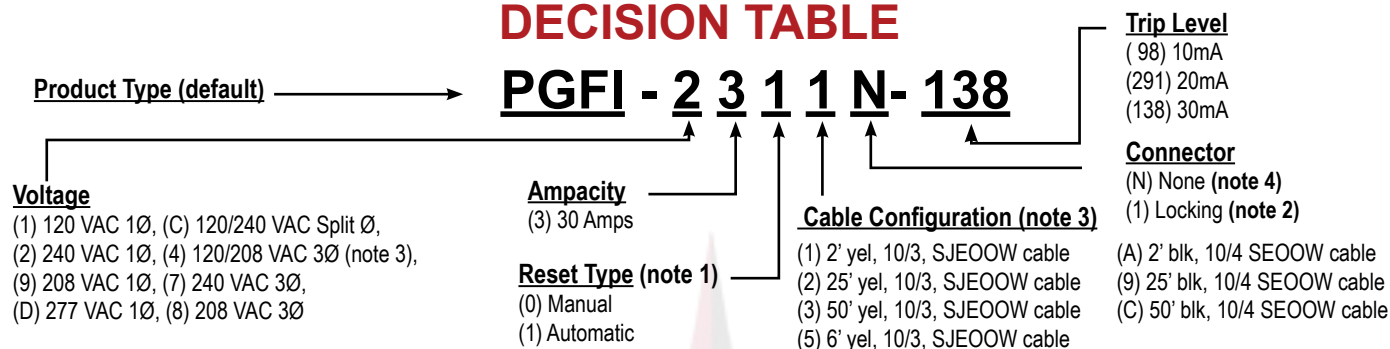 DECISION TABLE
Product Type (default)
PGFI - 2 3 1 1 N- 138
Trip Level
( 98) 10mA
(291) 20mA
(138) 30mA
Connector
(N) None (note 4)
(1) Locking (note 2)
Voltage
(1) 120 VAC 1Ø, (C) 120/240 VAC Split Ø,
(2) 240 VAC 1Ø, (4) 120/208 VAC 3Ø (note 3),
(9) 208 VAC 1Ø, (7) 240 VAC 3Ø,
(D) 277 VAC 1Ø, (8) 208 VAC 3Ø
Ampacity
(3) 30 Amps
Reset Type (note 1)
(0) Manual
(1) Automatic
Cable Configuration (note 3)
(1) 2’ yel, 10/3, SJEOOW cable
(2) 25’ yel, 10/3, SJEOOW cable
(3) 50’ yel, 10/3, SJEOOW cable
(5) 6’ yel, 10/3, SJEOOW cable
(A) 2’ blk, 10/4 SEOOW cable
(9) 25’ blk, 10/4 SEOOW cable
(C) 50’ blk, 10/4 SEOOW cable